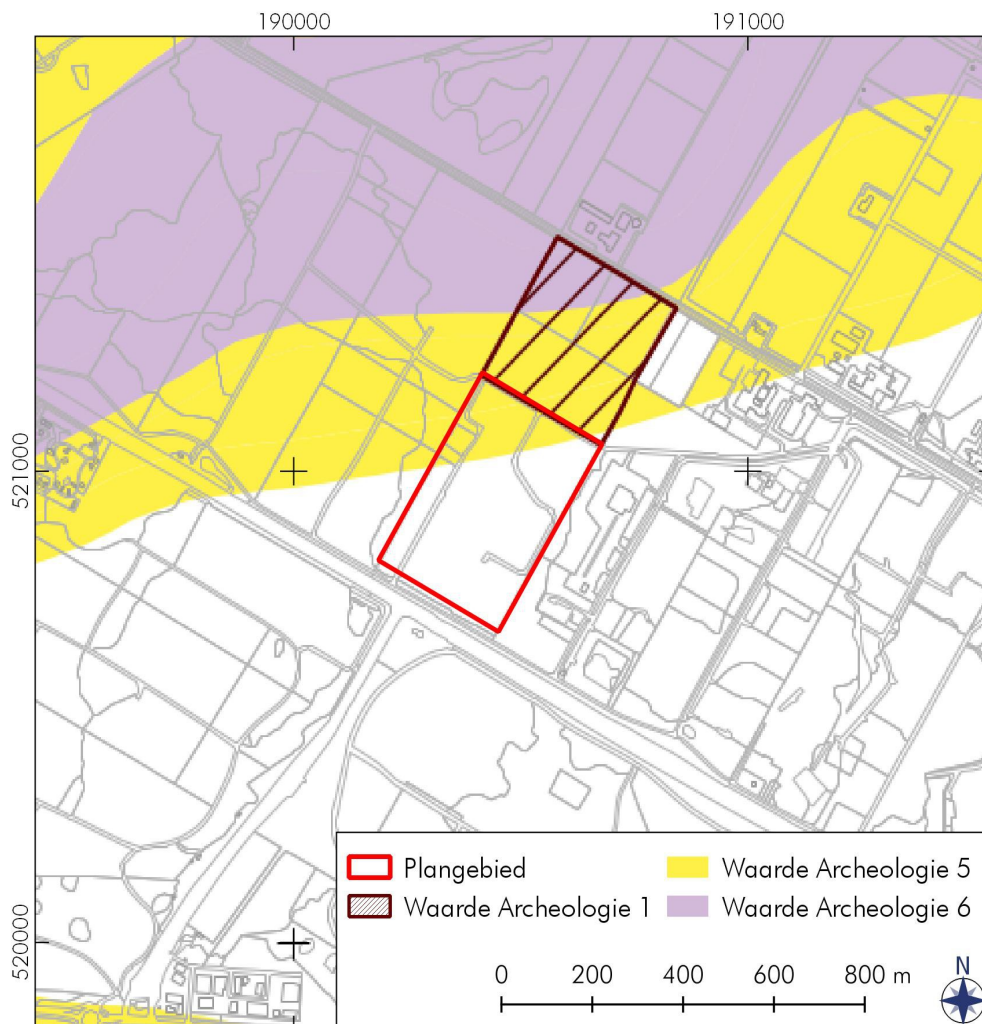 190000
191000
521000
520000
Plangebied
Waarde Archeologie 1
Waarde Archeologie 5
Waarde Archeologie 6
0 200 400 600 800 m
N